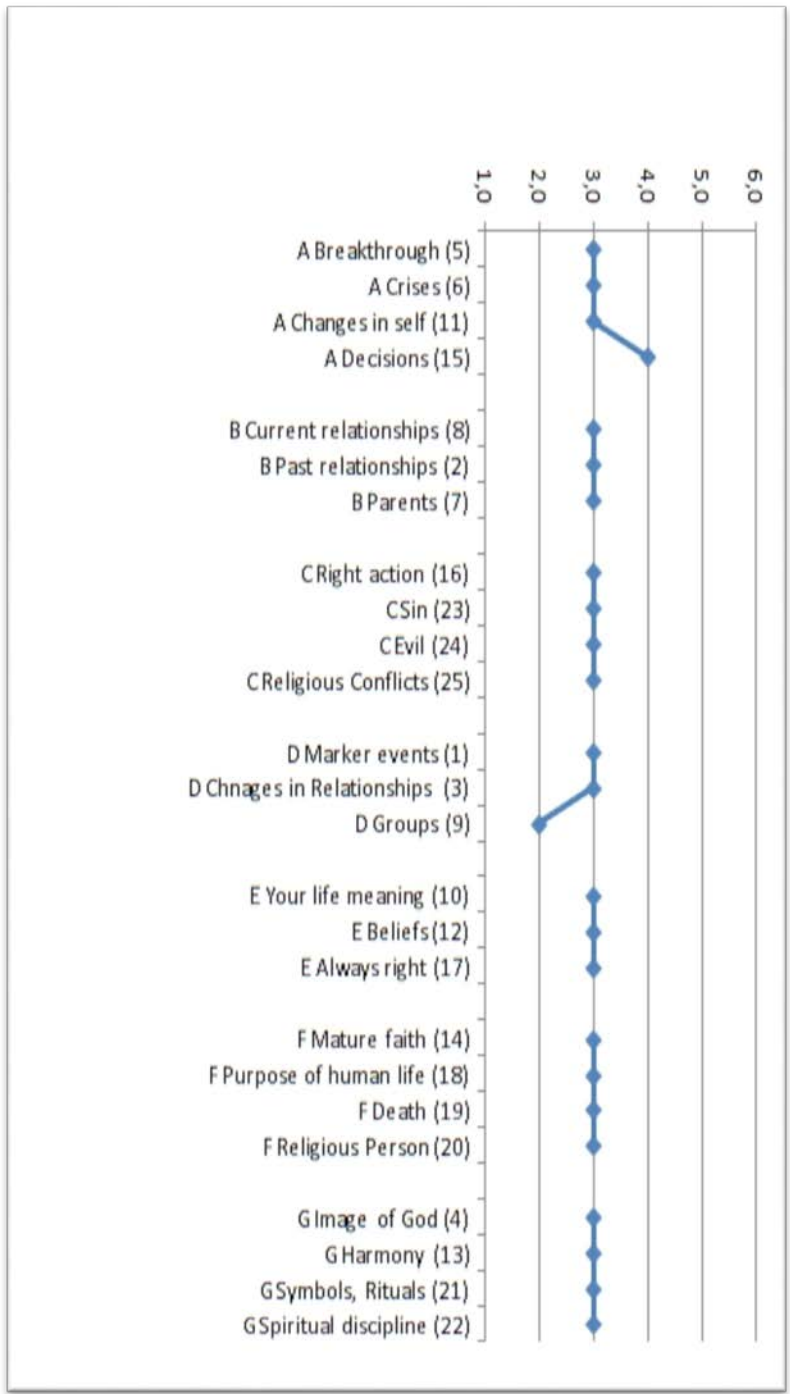 1,0
2,0
3,0
4,0
5,0
6,0
A Breakthrough (5)
A Crises (6)
A Changes in self (11)
A Decisions (15)
B Current relationships (8)
B Past relationships (2)
B Parents (7)
C Right action (16)
C Sin (23)
C Evil (24)
C Religious Conflicts (25)
D Marker events (1)
D Chnages in Relationships (3)
D Groups (9)
E Your life meaning (10)
E Beliefs (12)
E Always right (17)
F Mature faith (14)
F Purpose of human life (18)
F Death (19)
F Religious Person (20)
G Image of God (4)
G Harmony (13)
G Symbols, Rituals (21)
G Spiritual discipline (22)